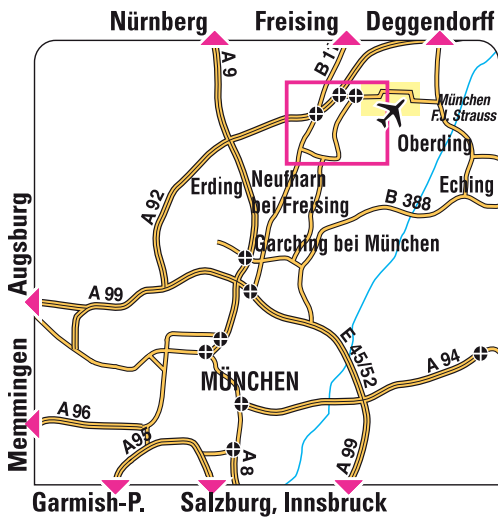 Nürnberg
Freising
Deggendorff
A 9
B 11
München
F.J. Strauss
Oberding
Erding
Neufharn
bei Freising
Eching
B 388
A 92
Garching bei München
Augsburg
A 99
E 45/52
A 94
MÜNCHEN
Memmingen
A 96
A95
A 8
A 99
Garmish-P.
Salzburg, Innsbruck